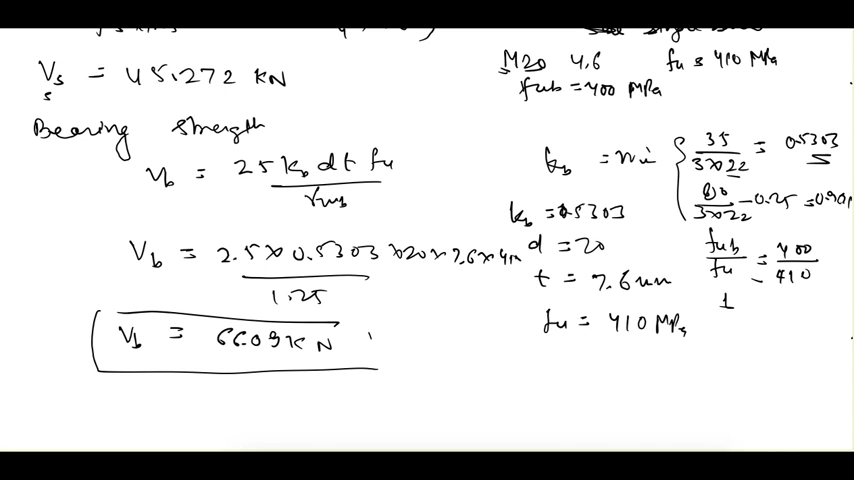 M20 4.6 fu = 410 MPa
fub = 400 MPa
Vs = 45.272 KN
s
Bearing strength
Vb = 2.5 kb dt fu / γmb
kb = min { 35 / 3×22 = 0.5303
/ 3×22 - 0.25 = 0.90
fub / fu = 400 / 410
1
kb = 0.5303
d = 20
t = 7.6 mm
fu = 410 MPa
Vb = 2.5 × 0.5303 × 20 × 7.6 × / 1.25
Vb = 66.09 KN